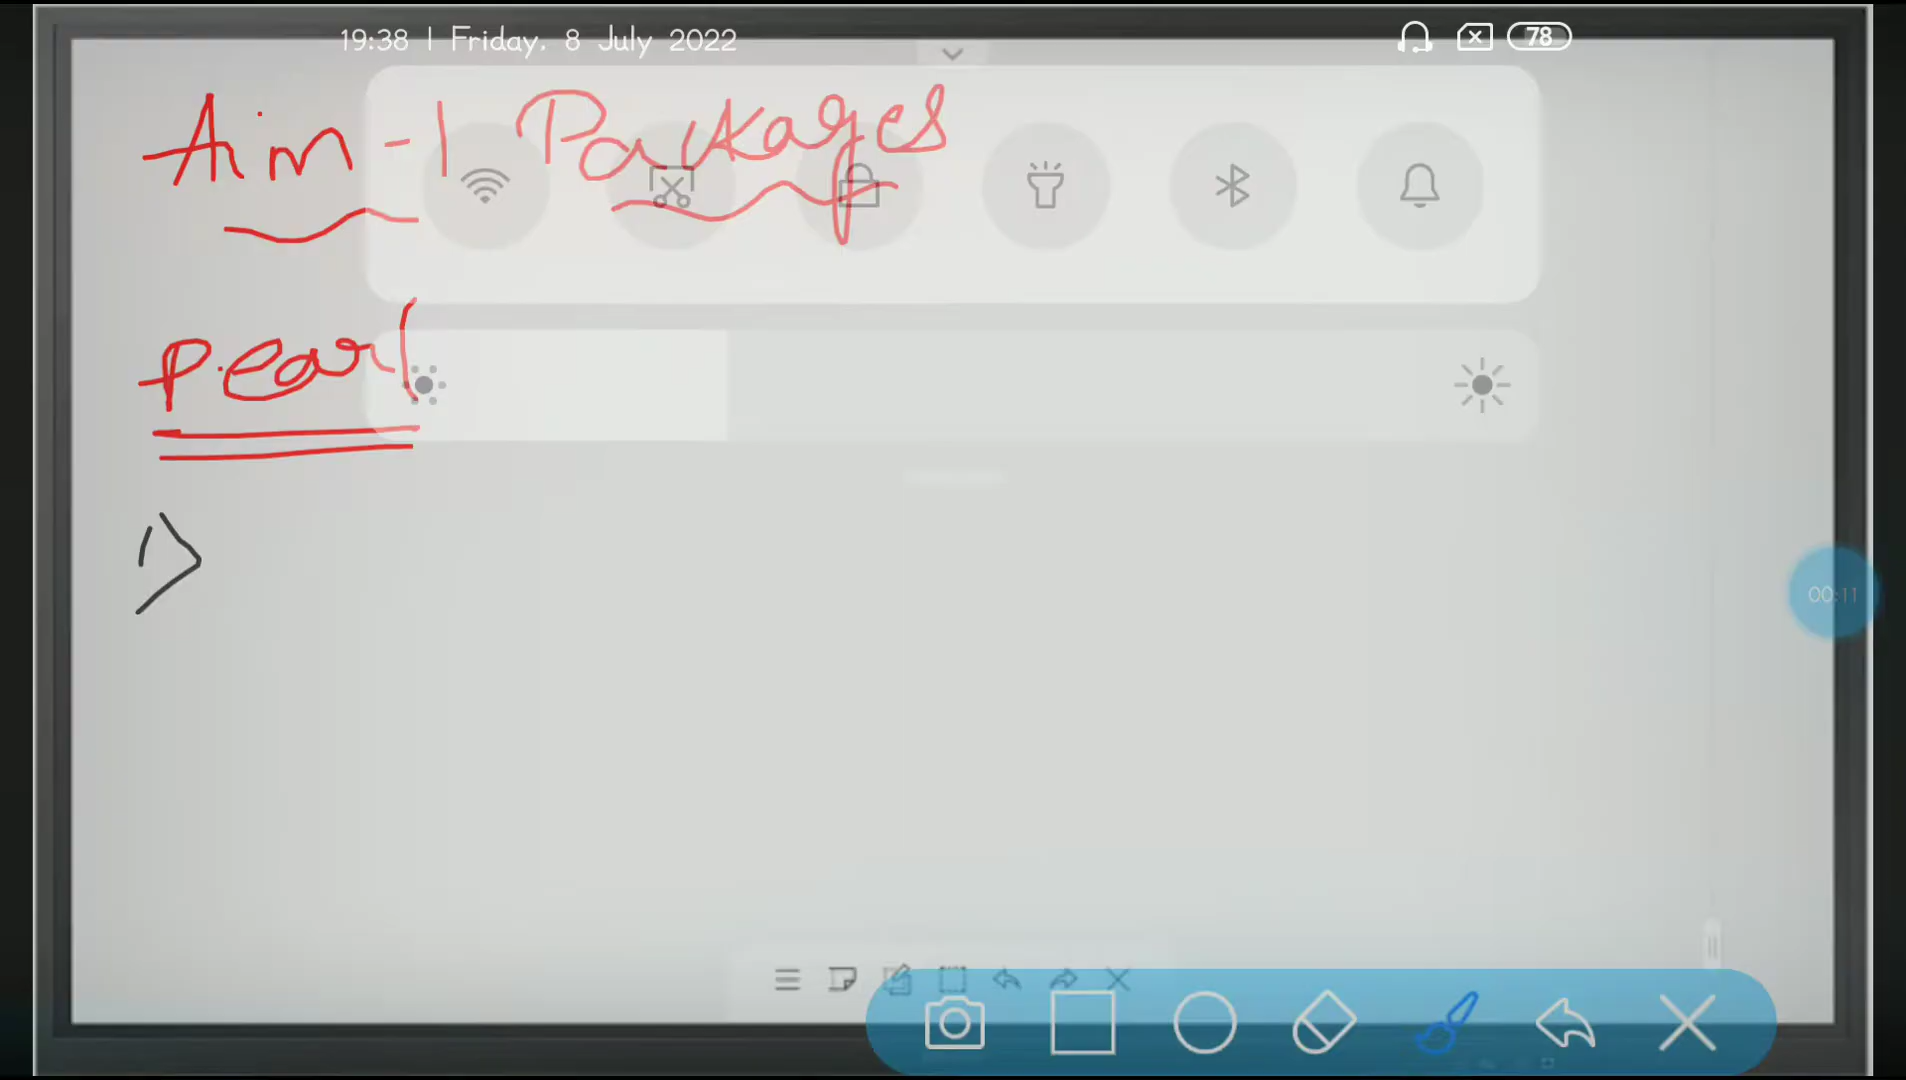 19:38 | Friday, 8 July 2022
78
Aim-1 Packages
Pearl
1>
00:11